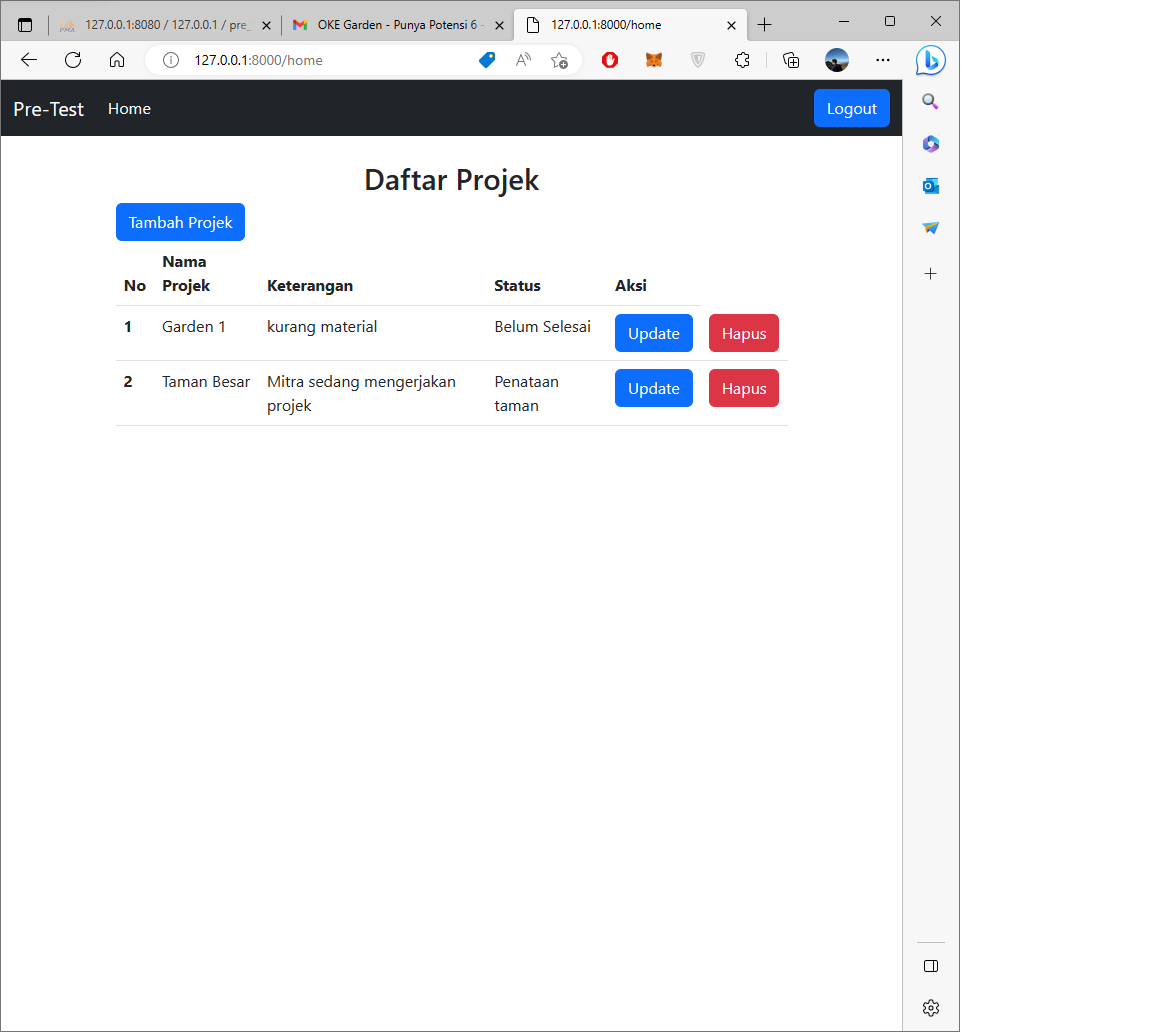 127.0.0.1:8080 / 127.0.0.1 / pre_
OKE Garden - Punya Potensi 6 -
127.0.0.1:8000/home
127.0.0.1:8000/home
Pre-Test
Home
Logout
Daftar Projek
Tambah Projek
No
Nama
Projek
Keterangan
Status
Aksi
1
Garden 1
kurang material
Belum Selesai
Update
Hapus
2
Taman Besar
Mitra sedang mengerjakan
projek
Penataan
taman
Update
Hapus